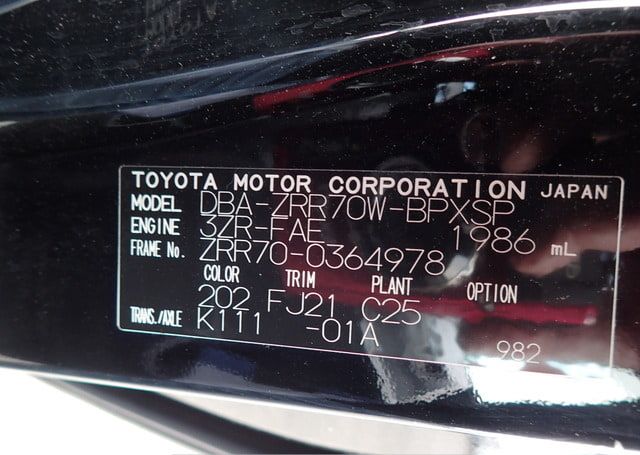 TOYOTA MOTOR CORPORATION JAPAN
MODEL DBA-ZRR70W-BPXSP
ENGINE 3ZR-FAE 1986 mL
FRAME No. ZRR70-0364978
COLOR TRIM PLANT OPTION
202 FJ21 C25
TRANS./AXLE K111 -01A
982